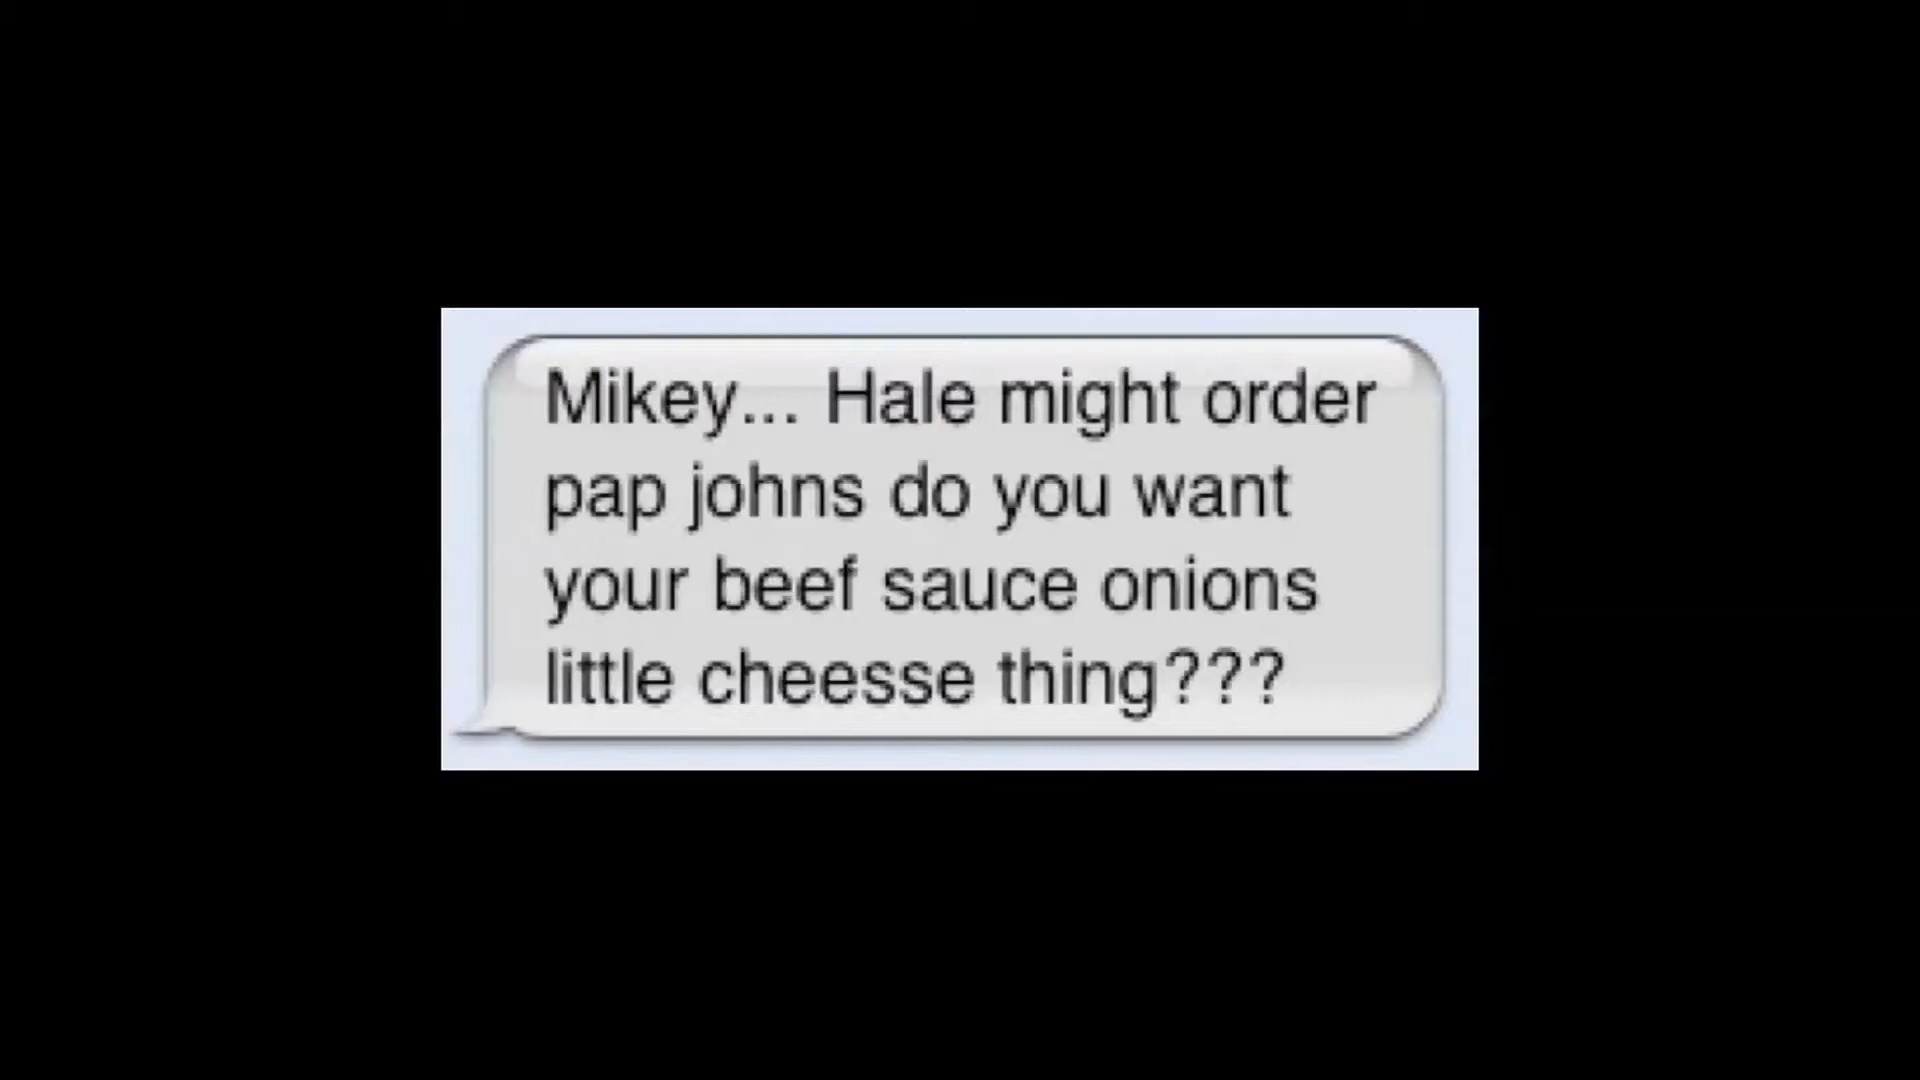 Mikey... Hale might order
pap johns do you want
your beef sauce onions
little cheesse thing???